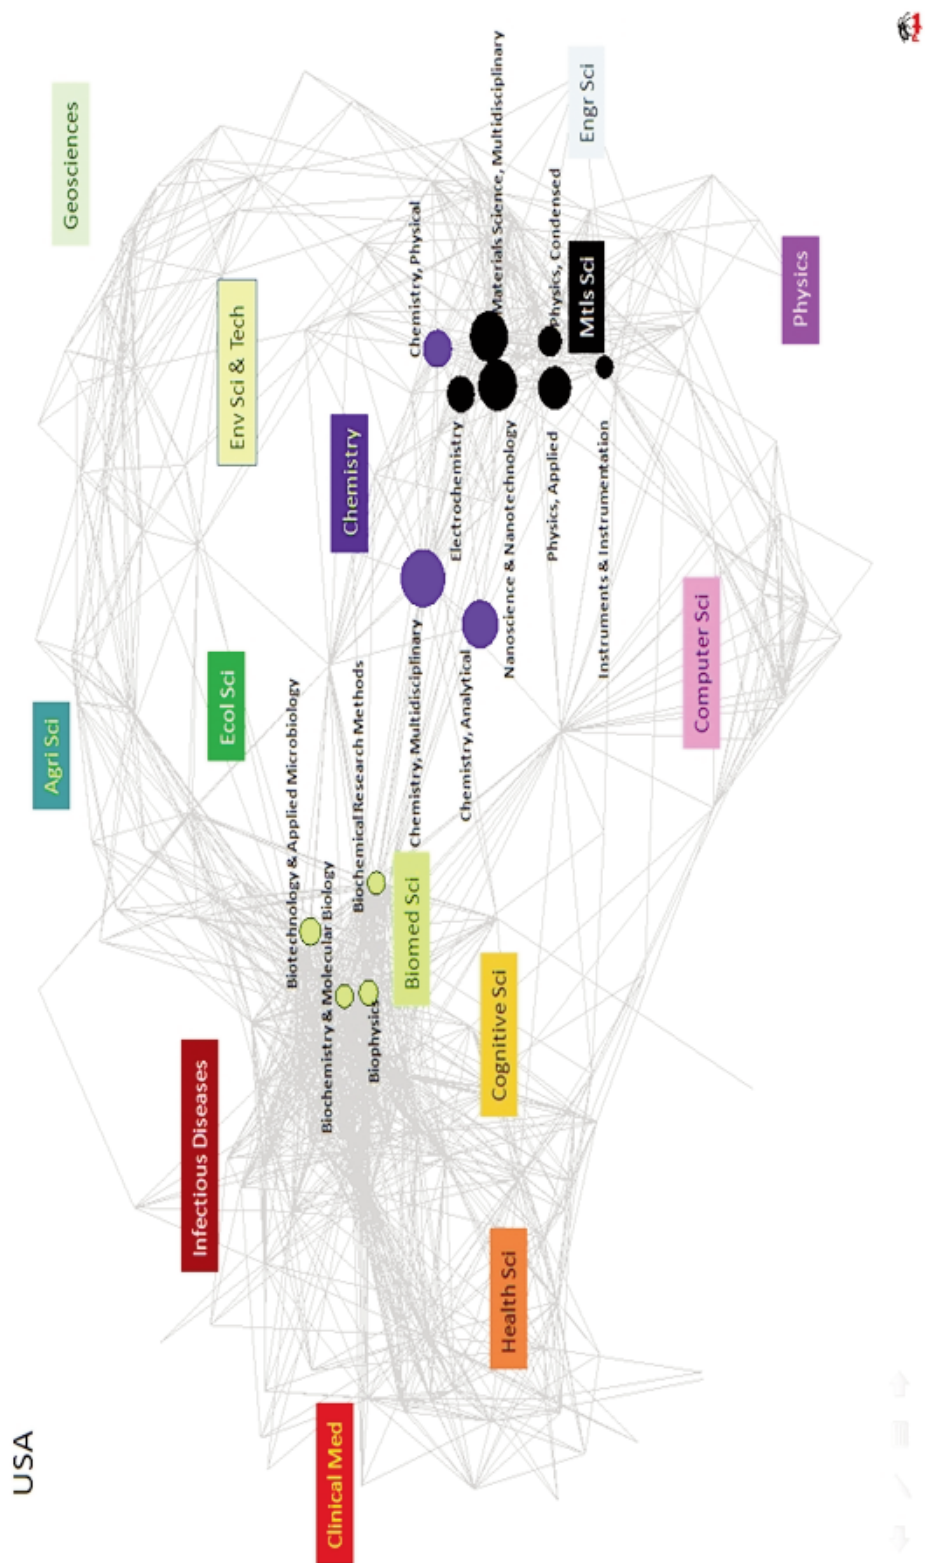 USA
Clinical Med
Infectious Diseases
Agri Sci
Geosciences
Ecol Sci
Env Sci & Tech
Biotechnology & Applied Microbiology
Biochemistry & Molecular Biology
Biochemical Research Methods
Biophysics
Biomed Sci
Chemistry
Chemistry, Multidisciplinary
Chemistry, Physical
Chemistry, Analytical
Electrochemistry
Materials Science, Multidisciplinary
Nanoscience & Nanotechnology
Physics, Applied
Physics, Condensed
Mtls Sci
Engr Sci
Instruments & Instrumentation
Health Sci
Cognitive Sci
Computer Sci
Physics